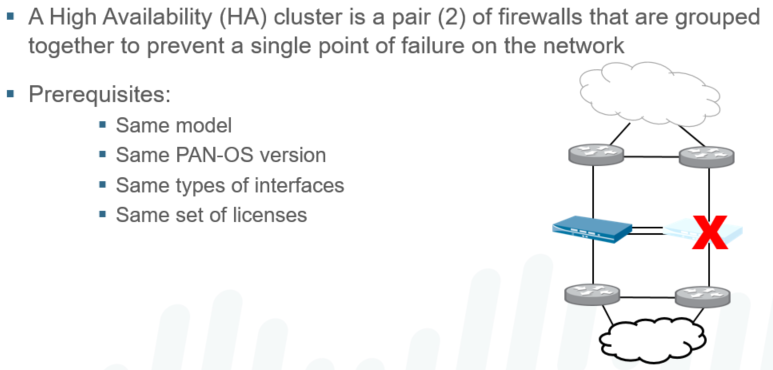 ▪ A High Availability (HA) cluster is a pair (2) of firewalls that are grouped
together to prevent a single point of failure on the network
▪ Prerequisites:
▪ Same model
▪ Same PAN-OS version
▪ Same types of interfaces
▪ Same set of licenses
X